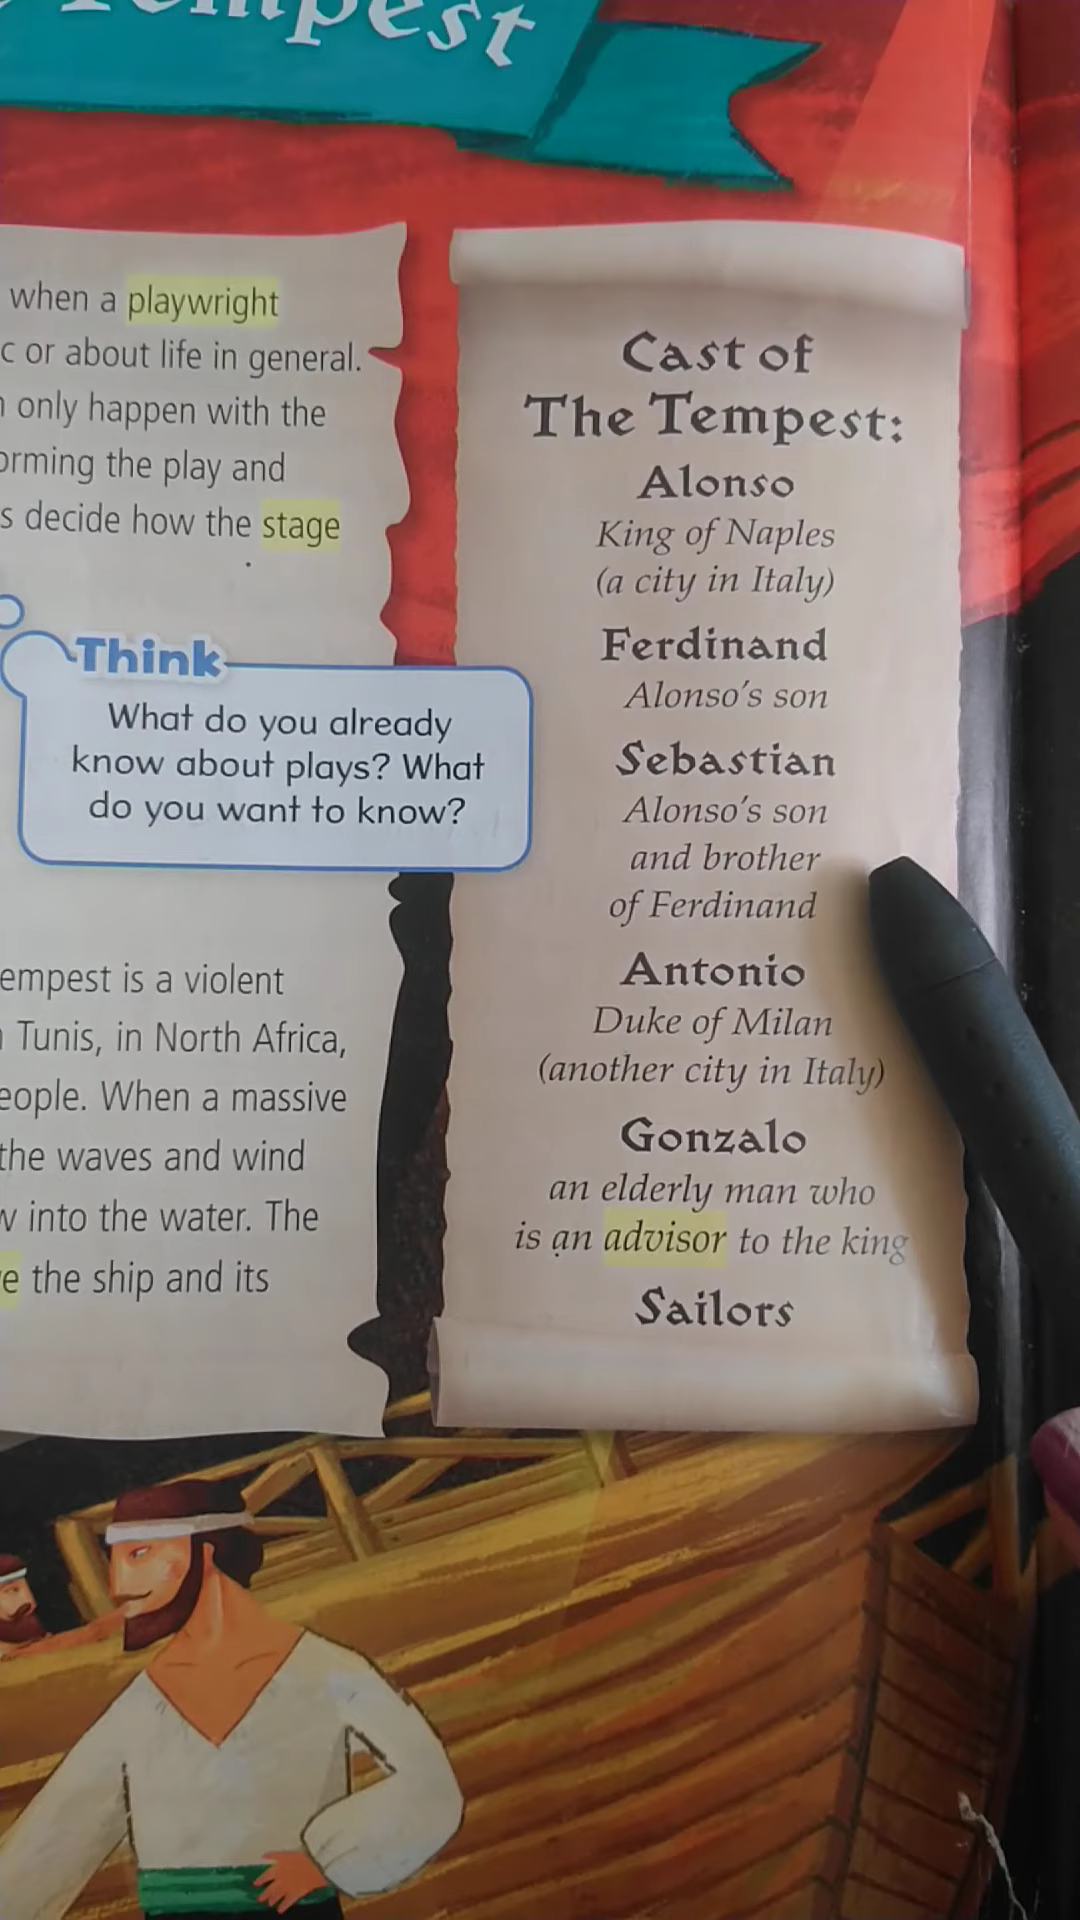 Tempest
when a playwright
c or about life in general.
only happen with the
orming the play and
s decide how the stage
Think
What do you already
know about plays? What
do you want to know?
empest is a violent
Tunis, in North Africa,
eople. When a massive
the waves and wind
w into the water. The
e the ship and its
Cast of
The Tempest:
Alonso
King of Naples
(a city in Italy)
Ferdinand
Alonso's son
Sebastian
Alonso's son
and brother
of Ferdinand
Antonio
Duke of Milan
(another city in Italy)
Gonzalo
an elderly man who
is an advisor to the king
Sailors